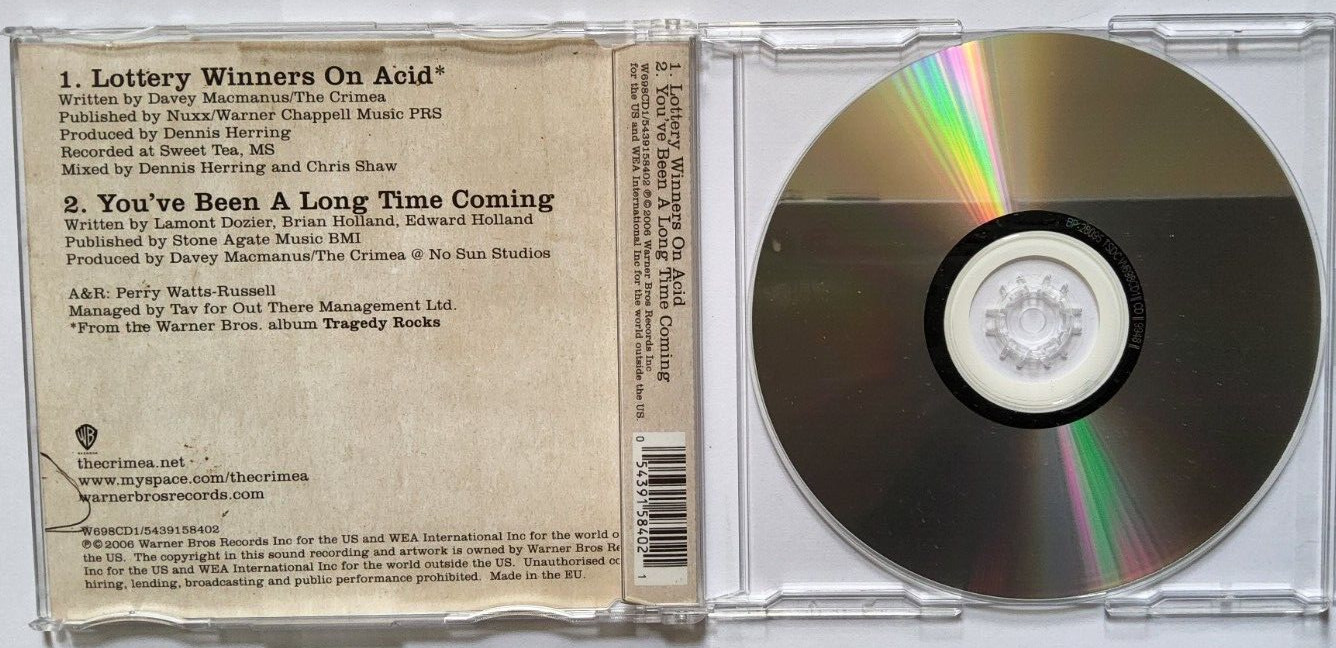 1. Lottery Winners On Acid*
Written by Davey Macmanus/The Crimea
Published by Nuxx/Warner Chappell Music PRS
Produced by Dennis Herring
Recorded at Sweet Tea, MS
Mixed by Dennis Herring and Chris Shaw
2. You've Been A Long Time Coming
Written by Lamont Dozier, Brian Holland, Edward Holland
Published by Stone Agate Music BMI
Produced by Davey Macmanus/The Crimea @ No Sun Studios
A&R: Perry Watts-Russell
Managed by Tav for Out There Management Ltd.
*From the Warner Bros. album Tragedy Rocks
WB
thecrimea.net
www.myspace.com/thecrimea
warnerbrosrecords.com
W698CD1/5439158402
℗©2006 Warner Bros Records Inc for the US and WEA International Inc for the world o
the US. The copyright in this sound recording and artwork is owned by Warner Bros Re
Inc for the US and WEA International Inc for the world outside the US. Unauthorised co
hiring, lending, broadcasting and public performance prohibited. Made in the EU.
1. Lottery Winners On Acid
2. You've Been A Long Time Coming
W698CD1/5439158402 ℗©2006 Warner Bros Records Inc
for the US and WEA International Inc for the world outside the US.
0 54391 58402 1
W698CD1 || CD || 9948 ||